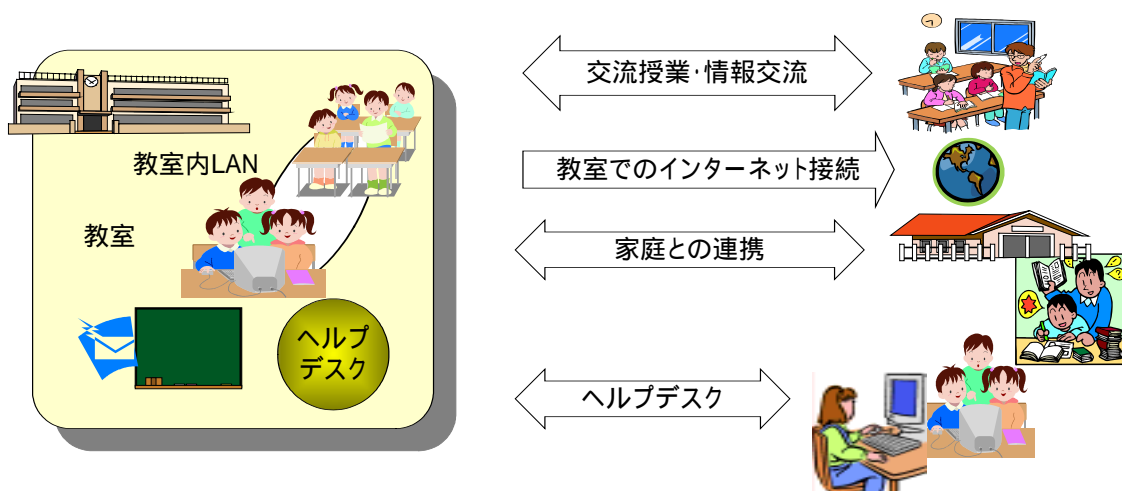 教室内LAN
教室
ヘルプ
デスク
交流授業・情報交流
教室でのインターネット接続
家庭との連携
ヘルプデスク